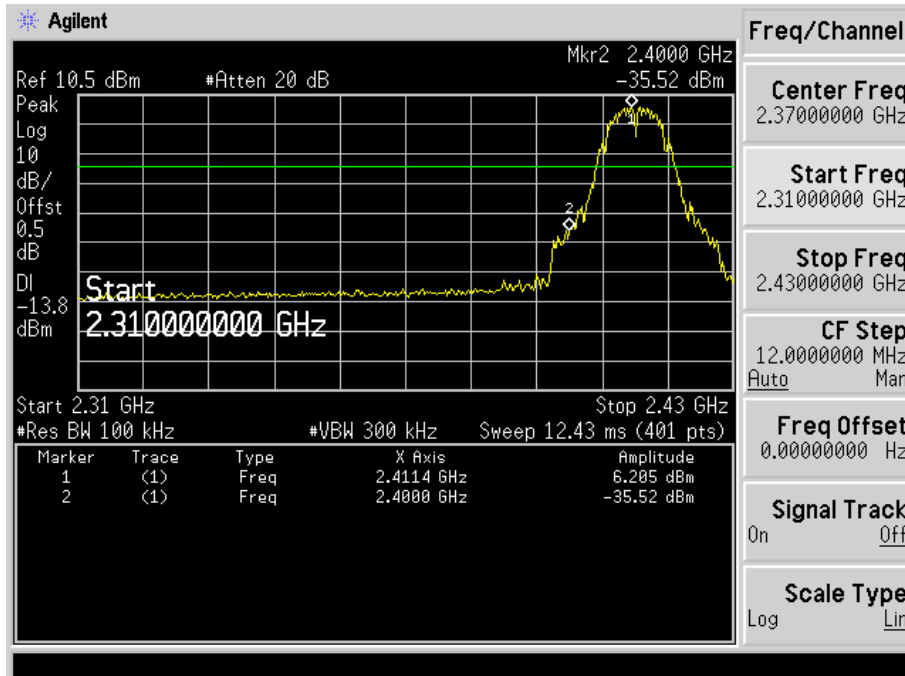 Agilent
Freq/Channel
Mkr2 2.4000 GHz
Ref 10.5 dBm #Atten 20 dB -35.52 dBm
Peak
Log
10
dB/
Offst
0.5
dB
DI
-13.8
dBm
1
2
Start
2.310000000 GHz
Start 2.31 GHz Stop 2.43 GHz
#Res BW 100 kHz #VBW 300 kHz Sweep 12.43 ms (401 pts)
Marker Trace Type X Axis Amplitude
1 (1) Freq 2.4114 GHz 6.205 dBm
2 (1) Freq 2.4000 GHz -35.52 dBm
Center Freq
2.37000000 GHz
Start Freq
2.31000000 GHz
Stop Freq
2.43000000 GHz
CF Step
12.0000000 MHz
Auto Man
Freq Offset
0.00000000 Hz
Signal Track
On Off
Scale Type
Log Lin